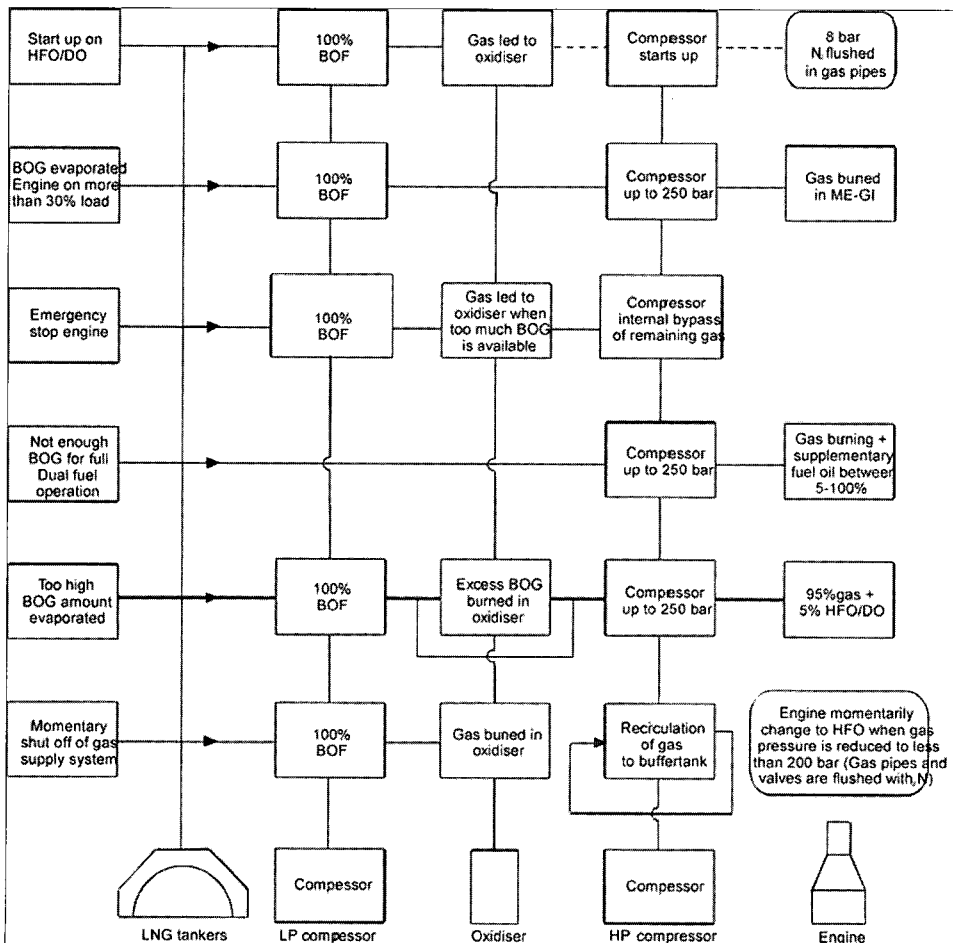 Start up on
HFO/DO
100%
BOF
Gas led to
oxidiser
Compressor
starts up
8 bar
N₂ flushed
in gas pipes
BOG evaporated
Engine on more
than 30% load
100%
BOF
Compressor
up to 250 bar
Gas buned
in ME-GI
Emergency
stop engine
100%
BOF
Gas led to
oxidiser when
too much BOG
is available
Compressor
internal bypass
of remaining gas
Not enough
BOG for full
Dual fuel
operation
Compressor
up to 250 bar
Gas buning +
supplementary
fuel oil between
5-100%
Too high
BOG amount
evaporated
100%
BOF
Excess BOG
burned in
oxidiser
Compressor
up to 250 bar
95%gas +
5% HFO/DO
Momentary
shut off of gas
supply system
100%
BOF
Gas buned in
oxidiser
Reciruclation
of gas
to buffertank
Engine momentarily
change to HFO when gas
pressure is reduced to less
than 200 bar (Gas pipes and
valves are flushed with₂N)
Compessor
Compessor
LNG tankers
LP compessor
Oxidiser
HP compressor
Engine